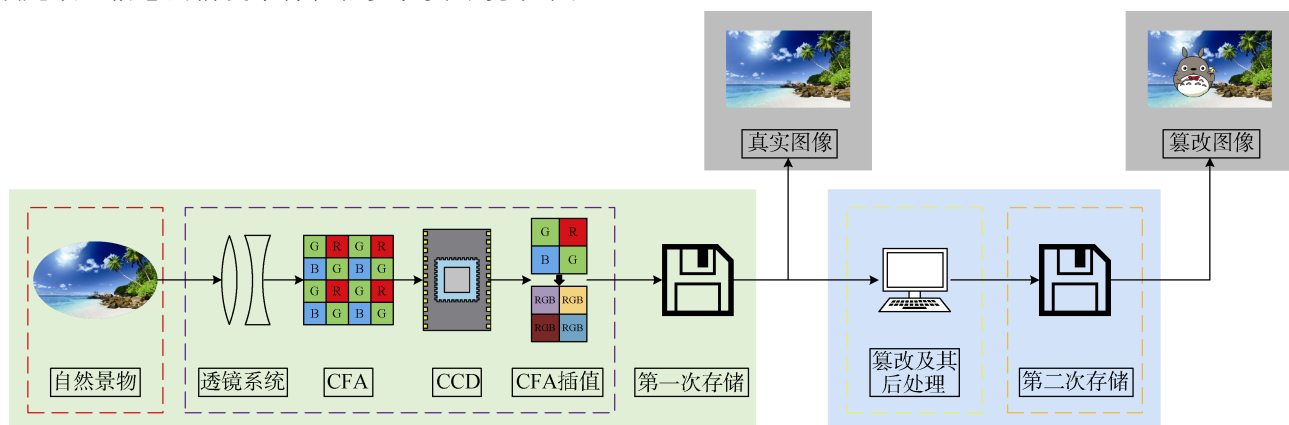 真实图像
篡改图像
G R G R
B G B G
G R G R
B G B G
G R
B G
RGB RGB
RGB RGB
自然景物
透镜系统
CFA
CCD
CFA插值
第一次存储
篡改及其
后处理
第二次存储